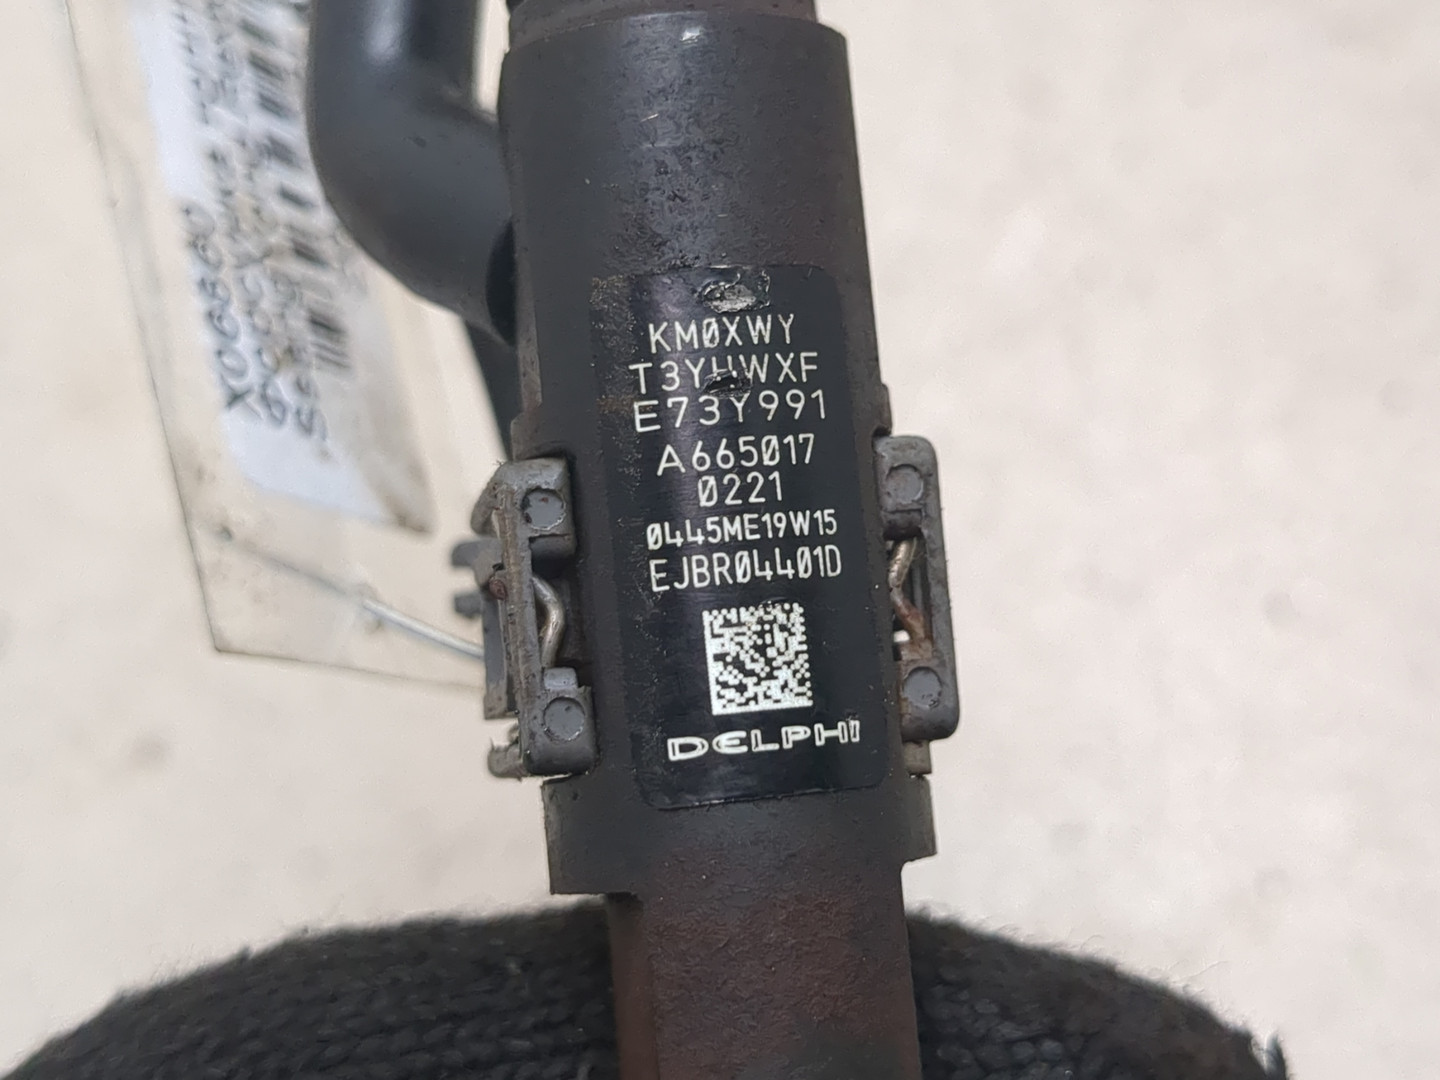 KM0XWY
T3YHWXF
E73Y991
A665017
0221
0445ME19W15
EJBR04401D
DELPHI